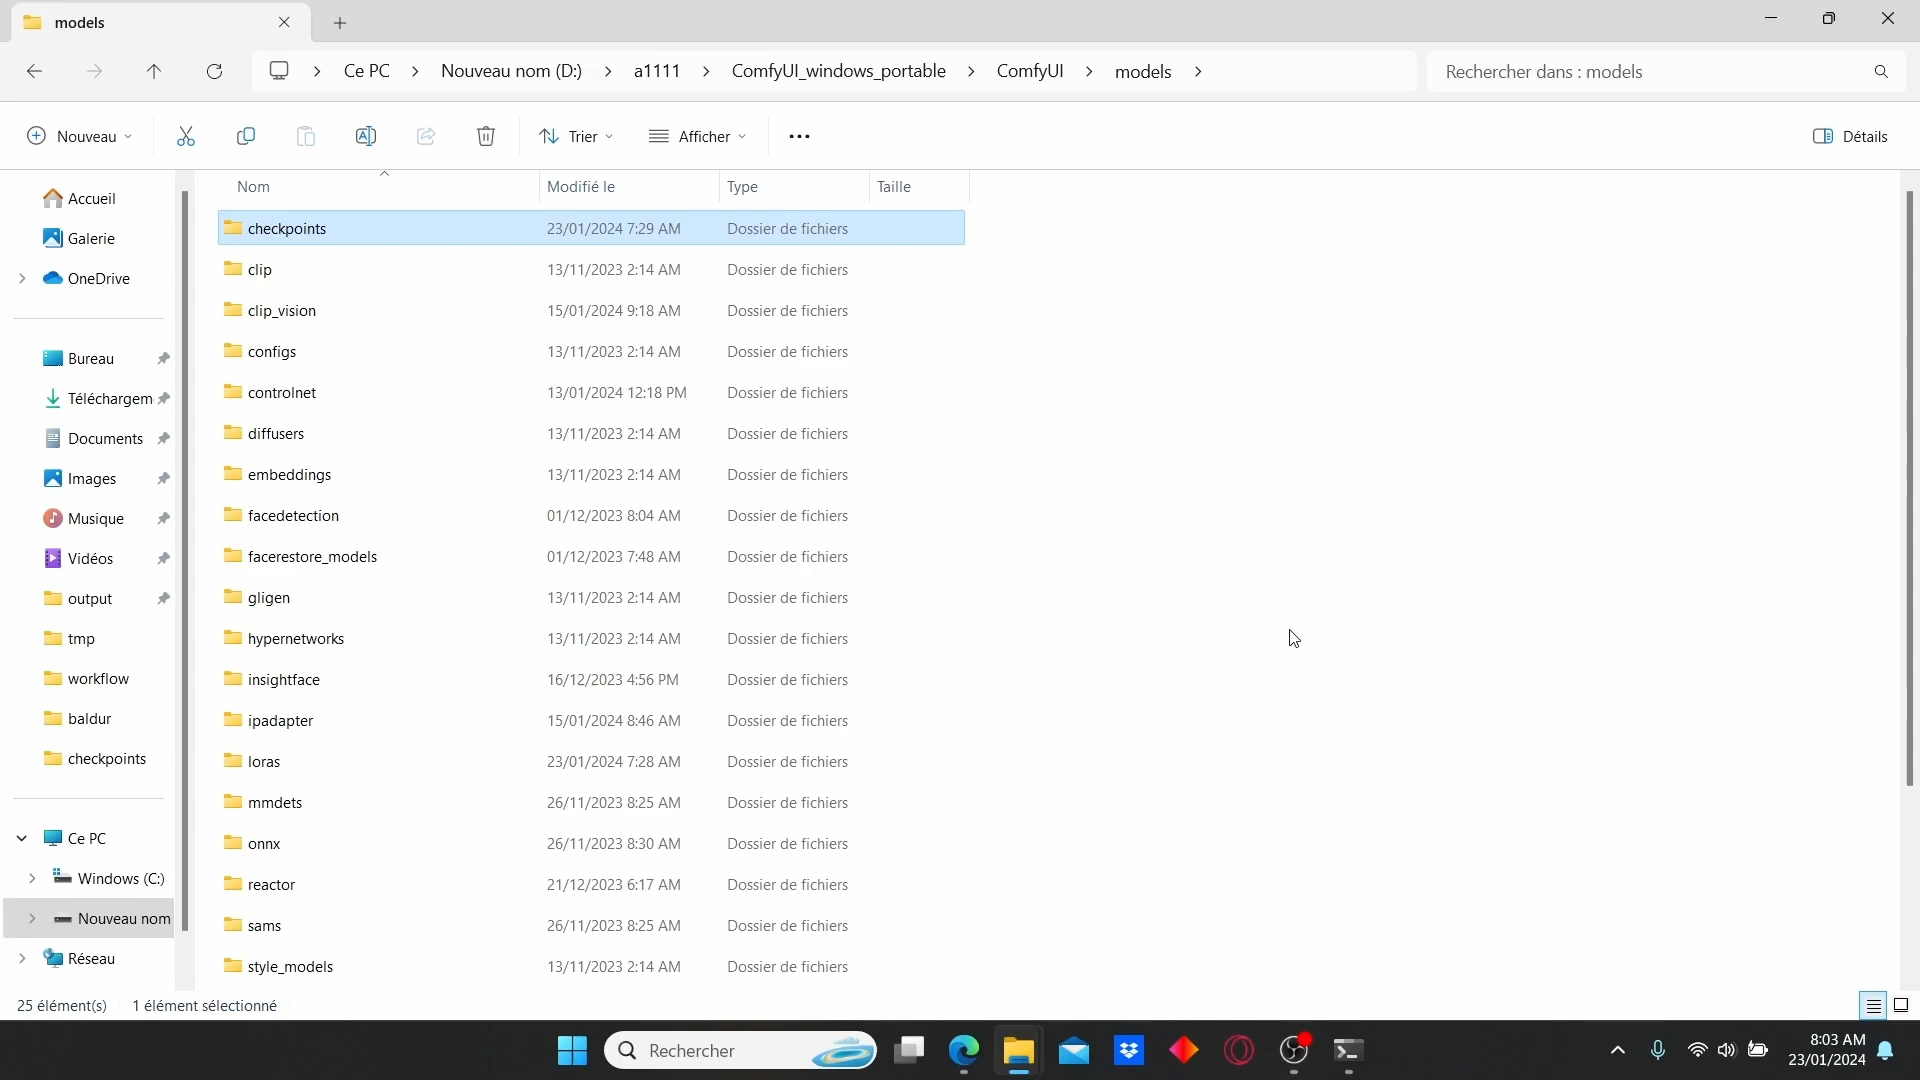 models
Ce PC
Nouveau nom (D:)
a1111
ComfyUI_windows_portable
ComfyUI
models
Rechercher dans : models
Nouveau
Trier
Afficher
Détails
Nom
Modifié le
Type
Taille
Accueil
Galerie
OneDrive
Bureau
Téléchargem
Documents
Images
Musique
Vidéos
output
tmp
workflow
baldur
checkpoints
Ce PC
Windows (C:)
Nouveau nom
Réseau
checkpoints 23/01/2024 7:29 AM Dossier de fichiers
clip 13/11/2023 2:14 AM Dossier de fichiers
clip_vision 15/01/2024 9:18 AM Dossier de fichiers
configs 13/11/2023 2:14 AM Dossier de fichiers
controlnet 13/01/2024 12:18 PM Dossier de fichiers
diffusers 13/11/2023 2:14 AM Dossier de fichiers
embeddings 13/11/2023 2:14 AM Dossier de fichiers
facedetection 01/12/2023 8:04 AM Dossier de fichiers
facerestore_models 01/12/2023 7:48 AM Dossier de fichiers
gligen 13/11/2023 2:14 AM Dossier de fichiers
hypernetworks 13/11/2023 2:14 AM Dossier de fichiers
insightface 16/12/2023 4:56 PM Dossier de fichiers
ipadapter 15/01/2024 8:46 AM Dossier de fichiers
loras 23/01/2024 7:28 AM Dossier de fichiers
mmdets 26/11/2023 8:25 AM Dossier de fichiers
onnx 26/11/2023 8:30 AM Dossier de fichiers
reactor 21/12/2023 6:17 AM Dossier de fichiers
sams 26/11/2023 8:25 AM Dossier de fichiers
style_models 13/11/2023 2:14 AM Dossier de fichiers
25 élément(s)
1 élément sélectionné
Rechercher
8:03 AM
23/01/2024